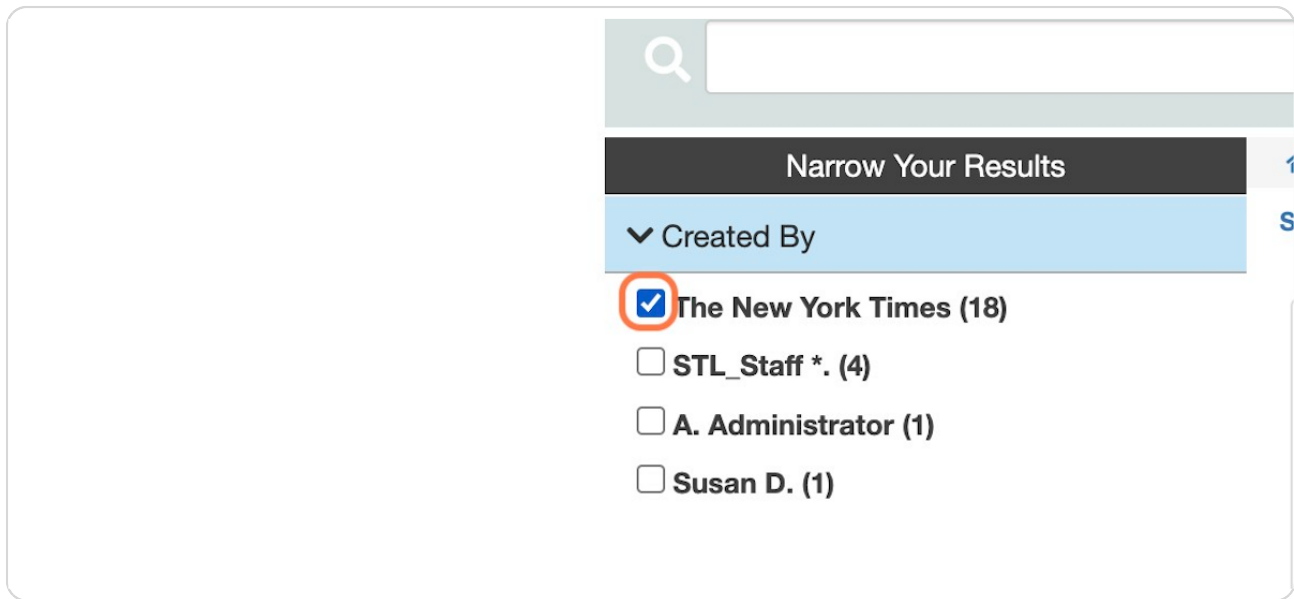 Narrow Your Results
Created By
S
The New York Times (18)
STL_Staff *. (4)
A. Administrator (1)
Susan D. (1)